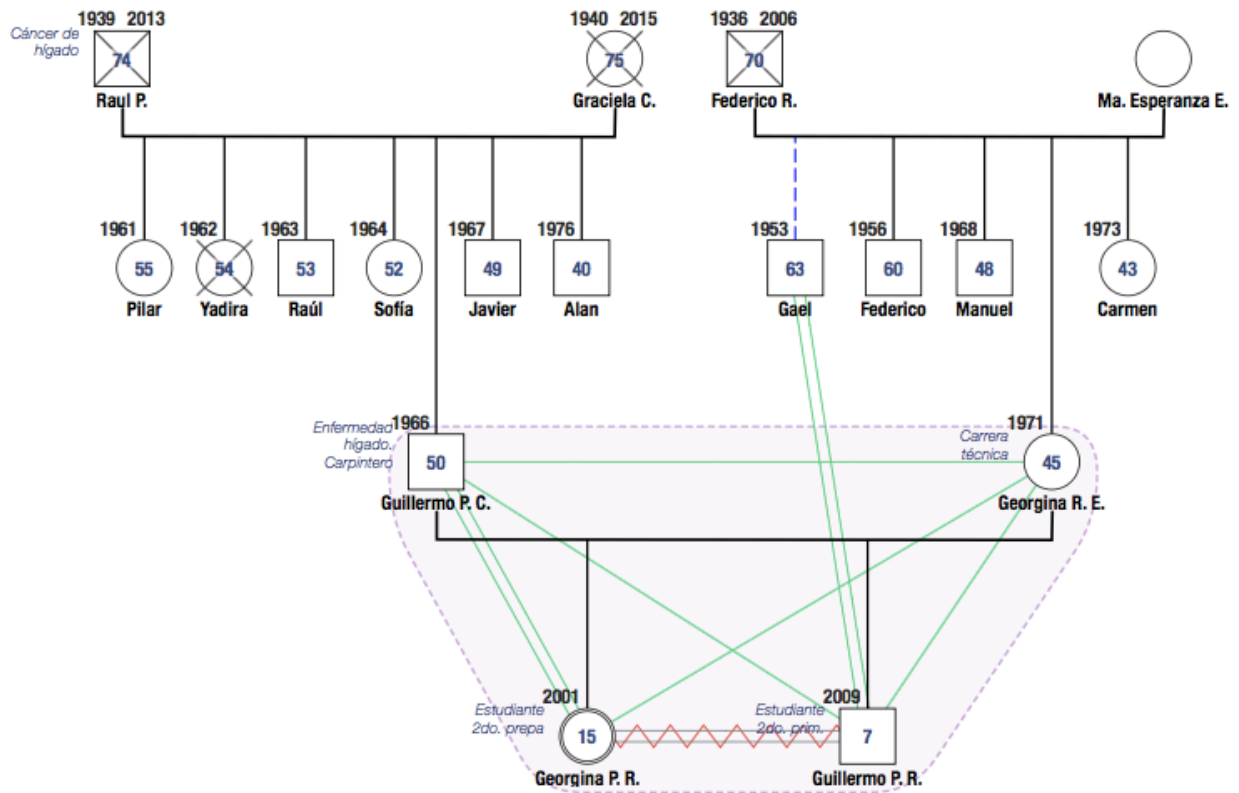 1939 2013
1940 2015
1936 2006
Cáncer de
hígado
74
75
70
Raul P.
Graciela C.
Federico R.
Ma. Esperanza E.
1961
1962
1963
1964
1967
1976
1953
1956
1968
1973
55
54
53
52
49
40
63
60
48
43
Pilar
Yadira
Raúl
Sofía
Javier
Alan
Gael
Federico
Manuel
Carmen
1966
1971
Enfermedad
hígado.
Carpintero
Carrera
técnica
50
45
Guillermo P. C.
Georgina R. E.
2001
2009
Estudiante
2do. prepa
Estudiante
2do. prim.
15
7
Georgina P. R.
Guillermo P. R.